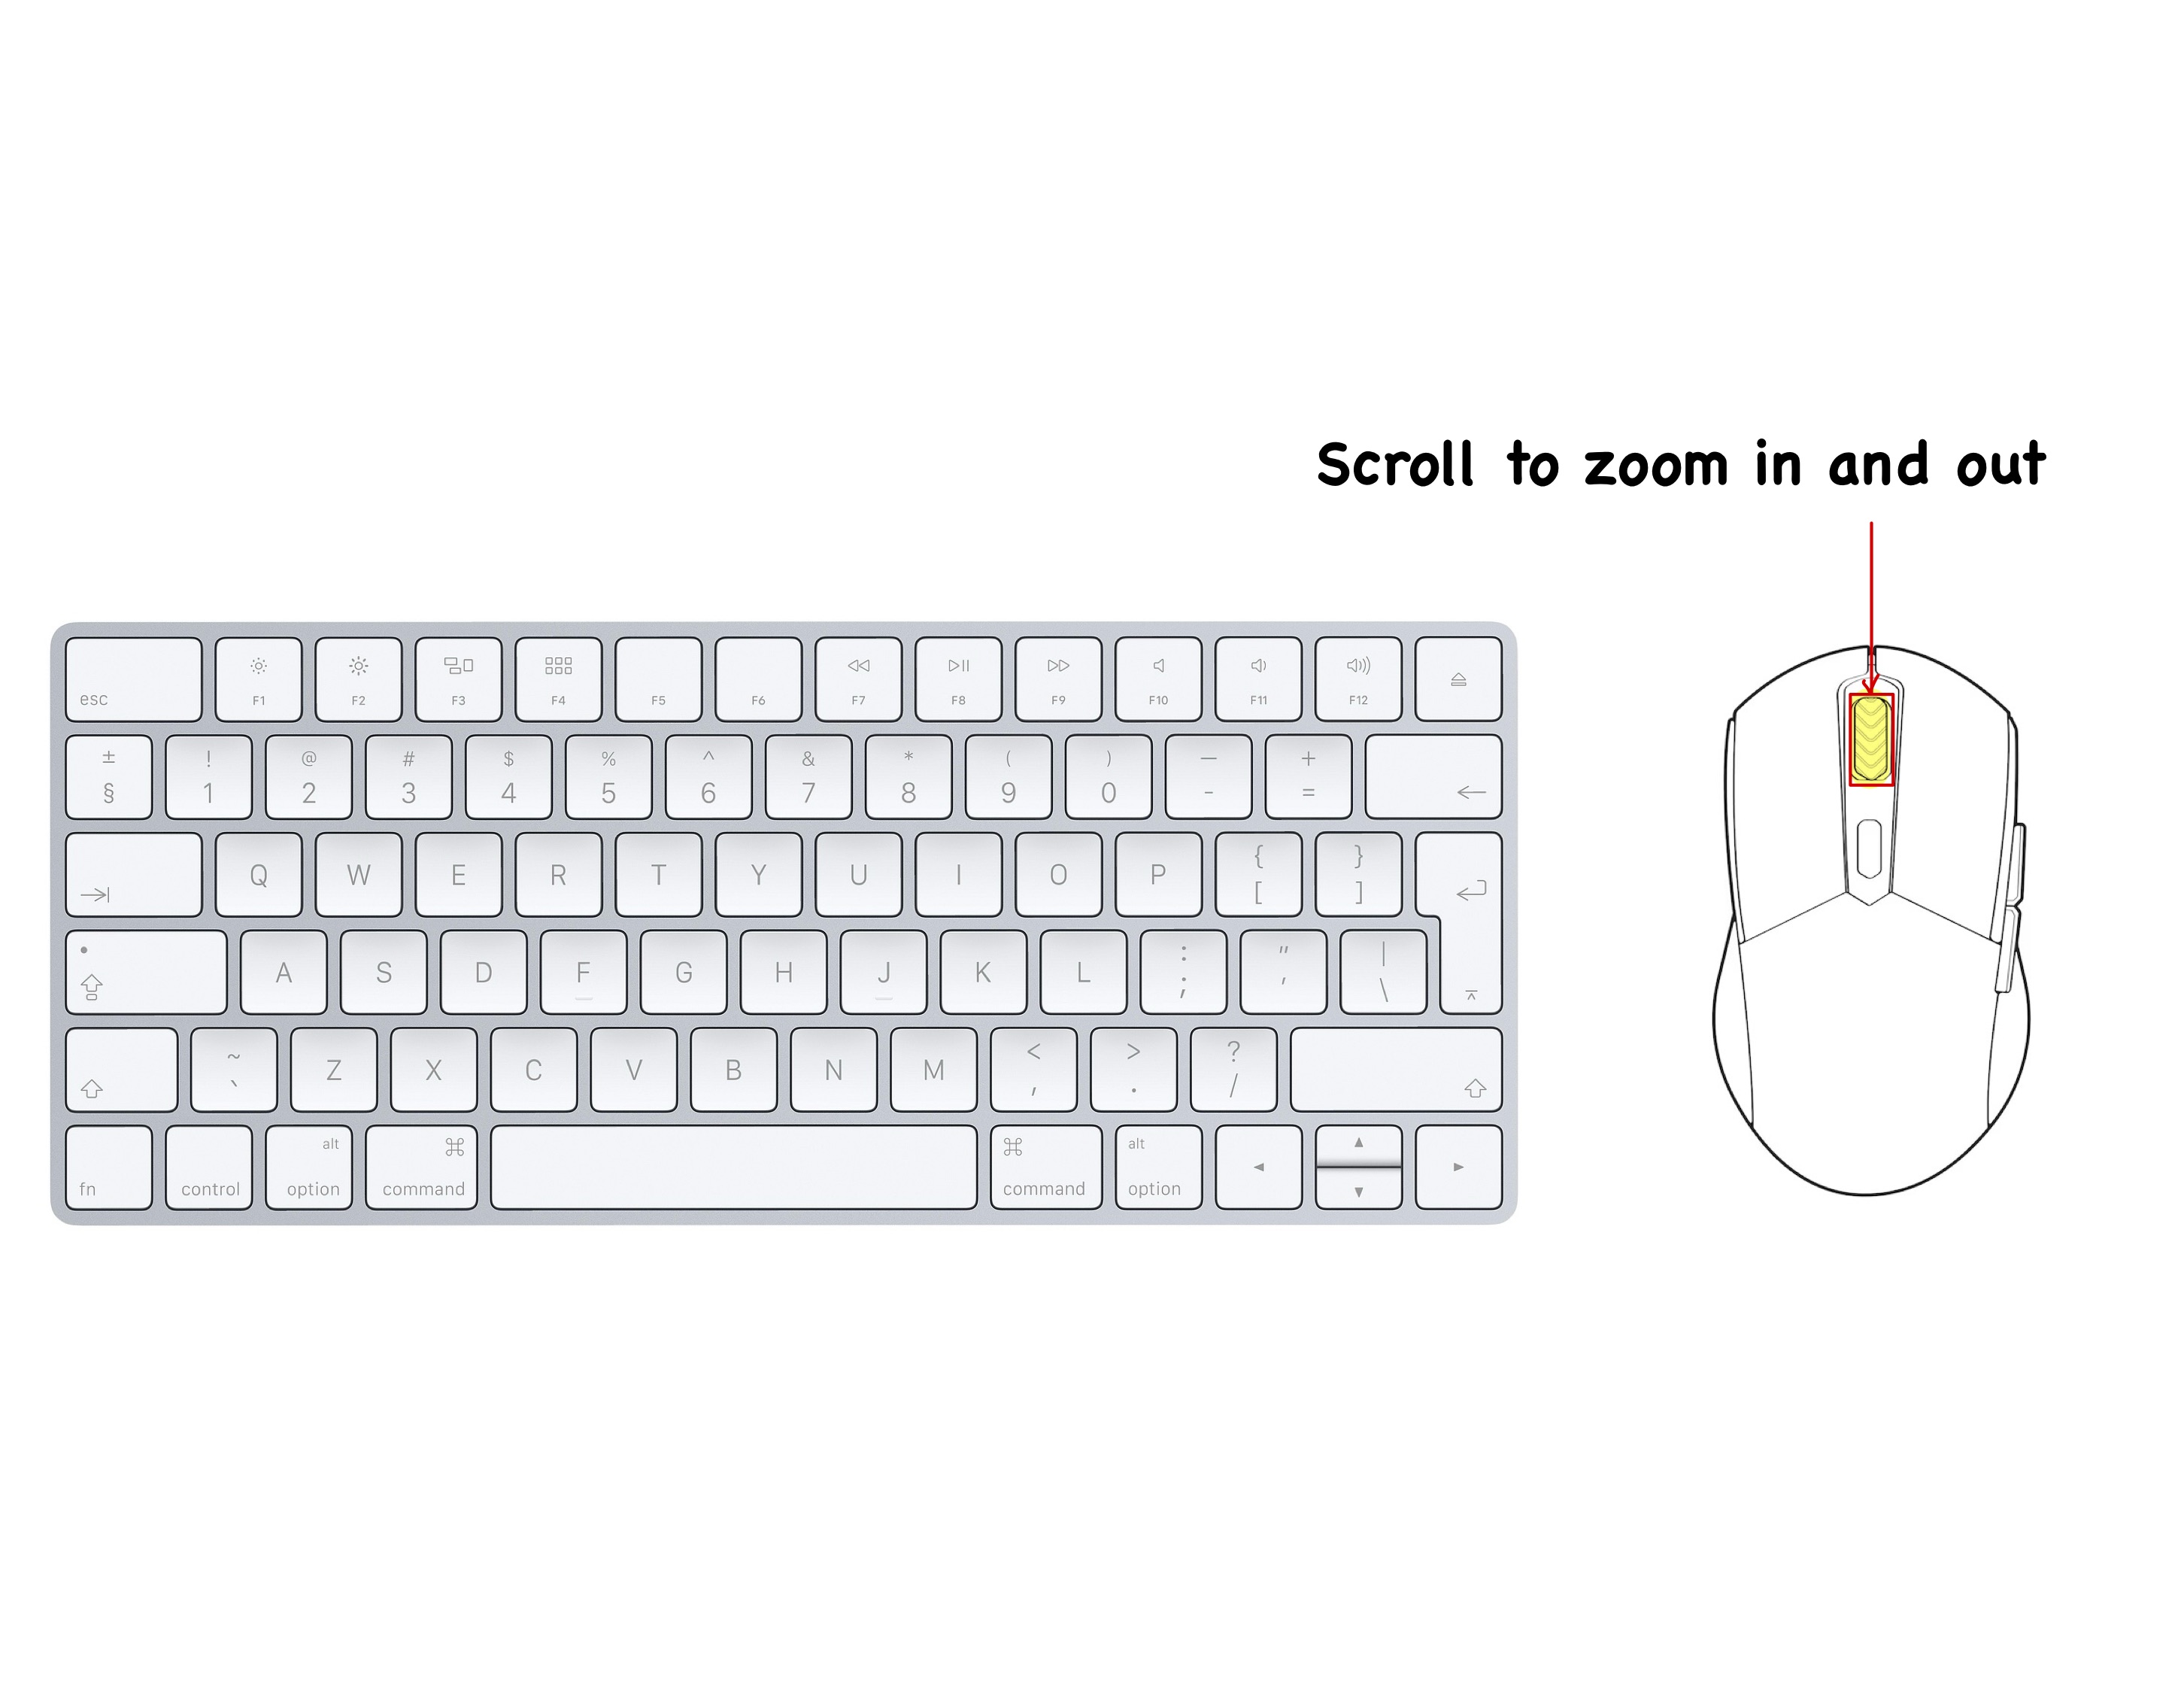 Scroll to zoom in and out
esc F1 F2 F3 F4 F5 F6 F7 F8 F9 F10 F11 F12
± ! @ # $ % ^ & * ( ) — +
§ 1 2 3 4 5 6 7 8 9 0 - =
Q W E R T Y U I O P { }
[ ]
A S D F G H J K L : " |
; ' \
~ Z X C V B N M < > ?
` , . /
alt ⌘ ⌘ alt
fn control option command command option